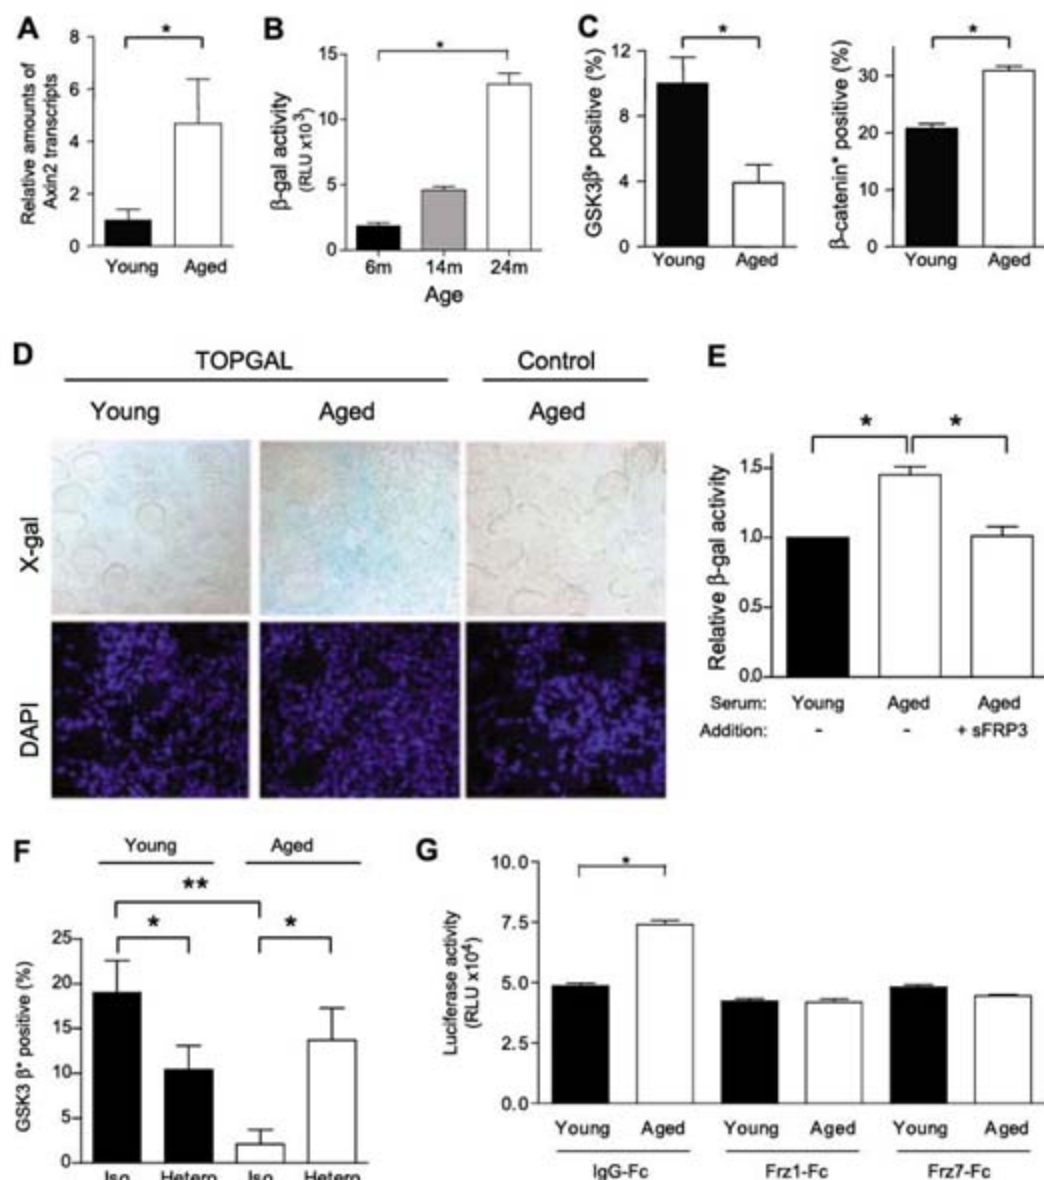 A
Relative amounts of
Axin2 transcripts
8
6
4
2
0
*
Young Aged
B
β-gal activity
(RLU x10³)
15
10
5
0
*
6m 14m 24m
Age
C
GSK3β* positive (%)
12
8
4
0
*
Young Aged
β-catenin* positive (%)
30
20
10
0
*
Young Aged
D
TOPGAL Control
Young Aged Aged
X-gal
DAPI
E
Relative β-gal activity
1.5
1.0
0.5
0.0
* *
Serum: Young Aged Aged
Addition: - - + sFRP3
F
Young Aged
**
* *
GSK3 β* positive (%)
25
20
15
10
5
0
Iso Hetero Iso Hetero
G
Luciferase activity
(RLU x10⁴)
10.0
7.5
5.0
2.5
0.0
*
Young Aged Young Aged Young Aged
IgG-Fc Frz1-Fc Frz7-Fc